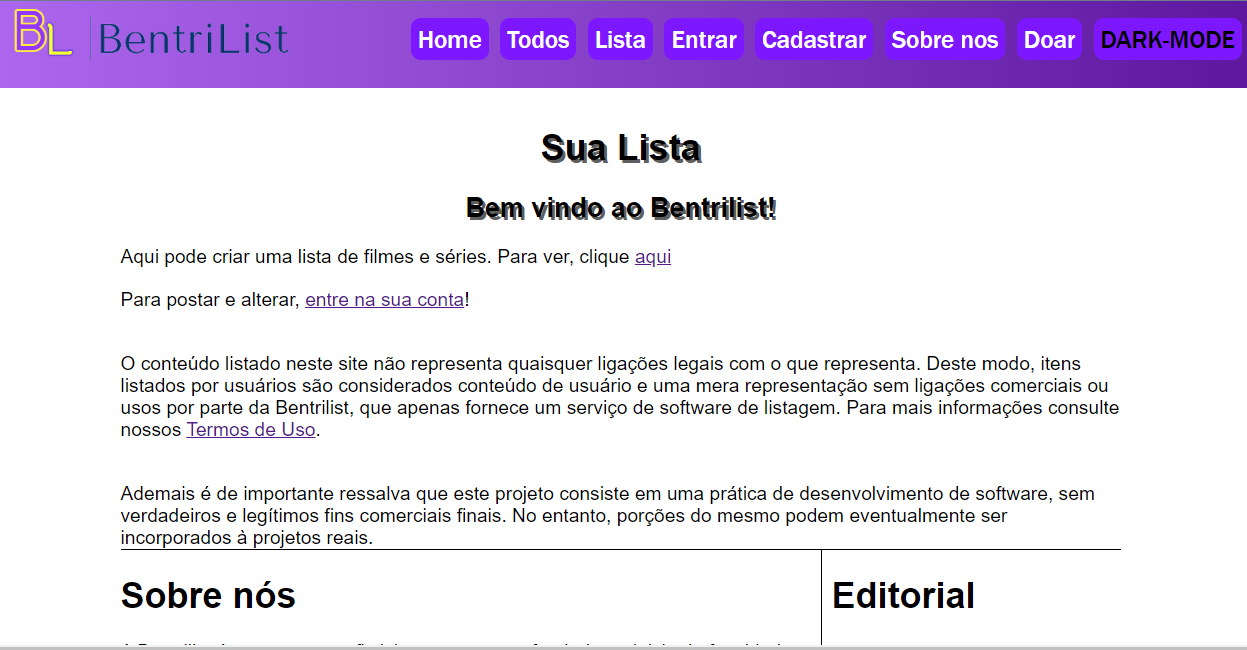 BL BentriList Home Todos Lista Entrar Cadastrar Sobre nos Doar DARK-MODE
Sua Lista
Bem vindo ao Bentrilist!
Aqui pode criar uma lista de filmes e séries. Para ver, clique aqui
Para postar e alterar, entre na sua conta!
O conteúdo listado neste site não representa quaisquer ligações legais com o que representa. Deste modo, itens
listados por usuários são considerados conteúdo de usuário e uma mera representação sem ligações comerciais ou
usos por parte da Bentrilist, que apenas fornece um serviço de software de listagem. Para mais informações consulte
nossos Termos de Uso.
Ademais é de importante ressalva que este projeto consiste em uma prática de desenvolvimento de software, sem
verdadeiros e legítimos fins comerciais finais. No entanto, porções do mesmo podem eventualmente ser
incorporados à projetos reais.
Sobre nós
Editorial